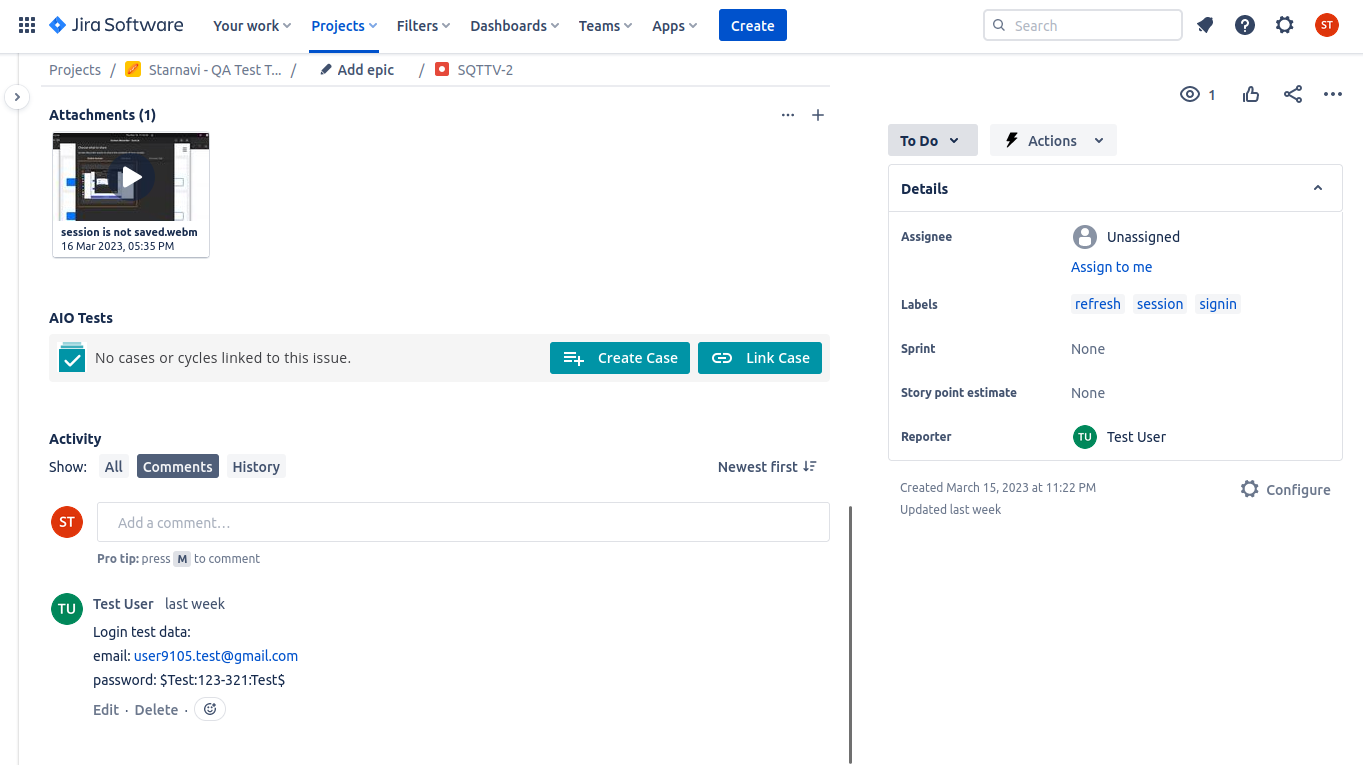 Jira Software
Your work
Projects
Filters
Dashboards
Teams
Apps
Create
Search
ST
Projects / Starnavi - QA Test T... / Add epic / SQTTV-2
1
Attachments (1)
session is not saved.webm
16 Mar 2023, 05:35 PM
AIO Tests
No cases or cycles linked to this issue.
Create Case
Link Case
Activity
Show:
All
Comments
History
Newest first
ST
Add a comment…
Pro tip: press M to comment
TU
Test User last week
Login test data:
email: user9105.test@gmail.com
password: $Test:123-321:Test$
Edit · Delete ·
To Do
Actions
Details
Assignee
Unassigned
Assign to me
Labels
refresh session signin
Sprint
None
Story point estimate
None
Reporter
TU Test User
Created March 15, 2023 at 11:22 PM
Updated last week
Configure